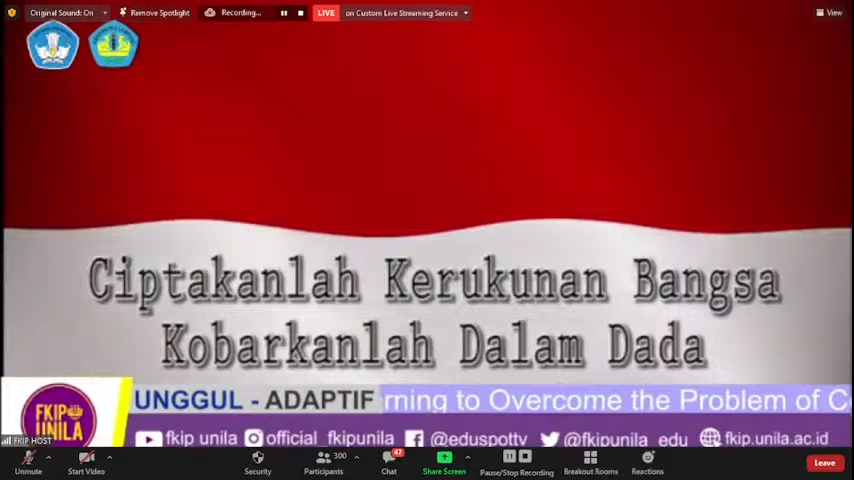 Original Sound: On
Remove Spotlight
Recording...
LIVE on Custom Live Streaming Service
View
Ciptakanlah Kerukunan Bangsa
Kobarkanlah Dalam Dada
FKIP
UNILA
UNGGUL - ADAPTIF
rning to Overcome the Problem of C
fkip unila
official_fkipunila
@eduspotty
@fkipunila_edu
fkip.unila.ac.id
FKIP HOST
Unmute
Start Video
Security
Participants
300
Chat
47
Share Screen
Pause/Stop Recording
Breakout Rooms
Reactions
Leave